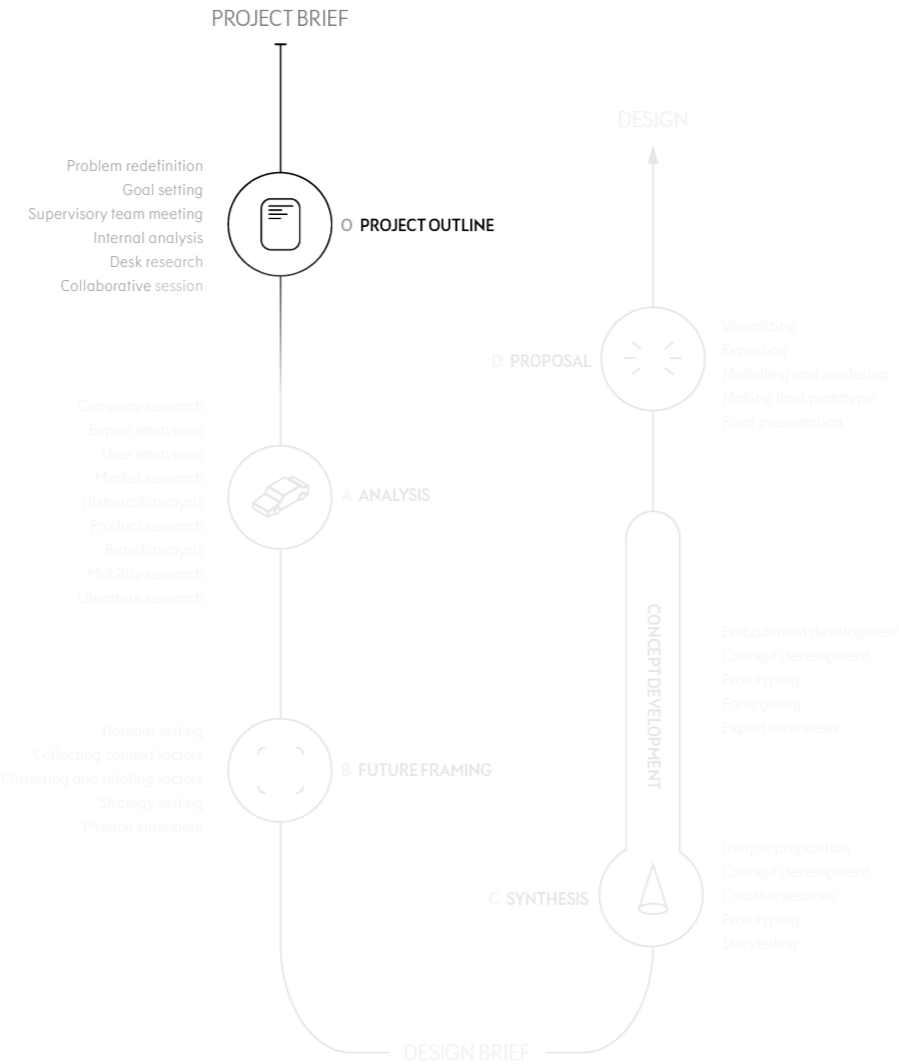 PROJECT BRIEF
Problem redefinition
Goal setting
Supervisory team meeting
Internal analysis
Desk research
Collaborative session
O PROJECT OUTLINE
Company research
Expert interviews
User interviews
Market research
Historical analysis
Product research
Brand analysis
Mobility research
Literature research
A ANALYSIS
Domain setting
Collecting context factors
Clustering and relating factors
Strategy setting
Mission statement
B FUTURE FRAMING
DESIGN BRIEF
C SYNTHESIS
Unique proposition
Concept development
Creative sessions
Prototyping
Storytelling
CONCEPT DEVELOPMENT
Embodiment development
Concept development
Prototyping
Form giving
Expert inverviews
D PROPOSAL
Visualizing
Reporting
Modelling and rendering
Making final prototype
Final presentation
DESIGN